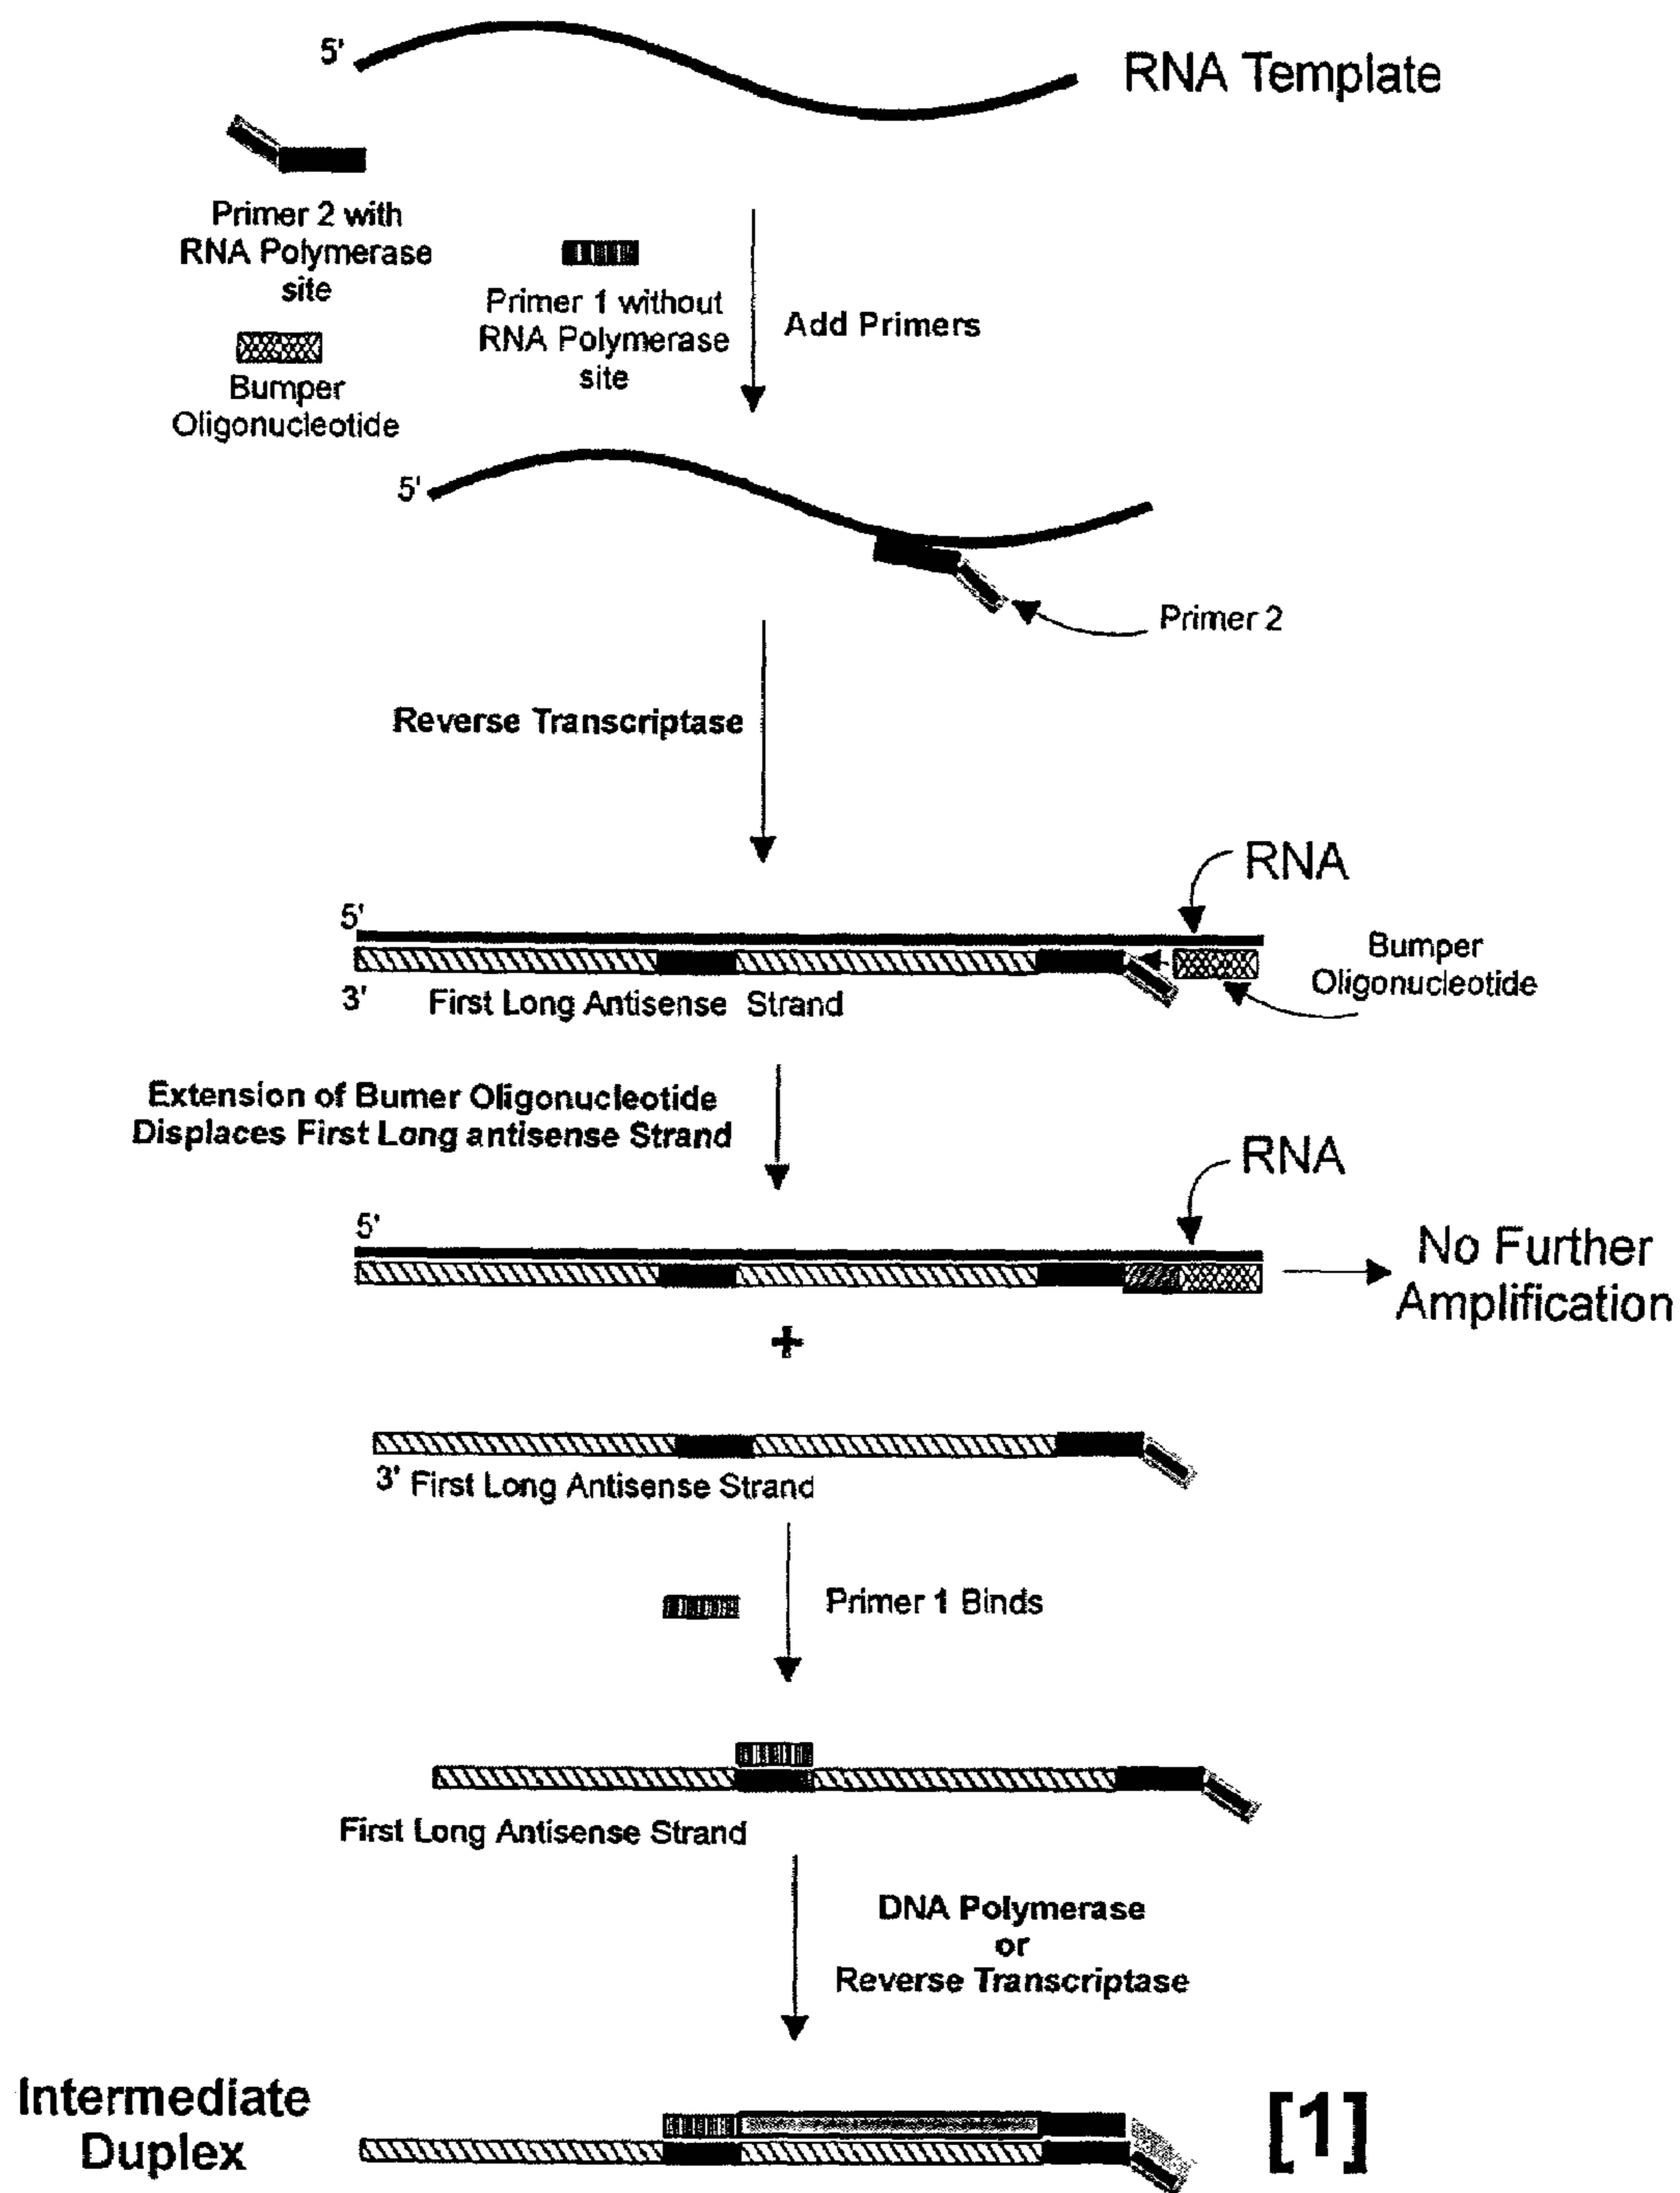 5'
RNA Template
Primer 2 with
RNA Polymerase
site
Primer 1 without
RNA Polymerase
site
Add Primers
Bumper
Oligonucleotide
5'
Primer 2
Reverse Transcriptase
RNA
5'
Bumper
Oligonucleotide
3'
First Long Antisense Strand
Extension of Bumer Oligonucleotide
Displaces First Long antisense Strand
RNA
5'
No Further
Amplification
+
3' First Long Antisense Strand
Primer 1 Binds
First Long Antisense Strand
DNA Polymerase
or
Reverse Transcriptase
Intermediate
Duplex
[1]